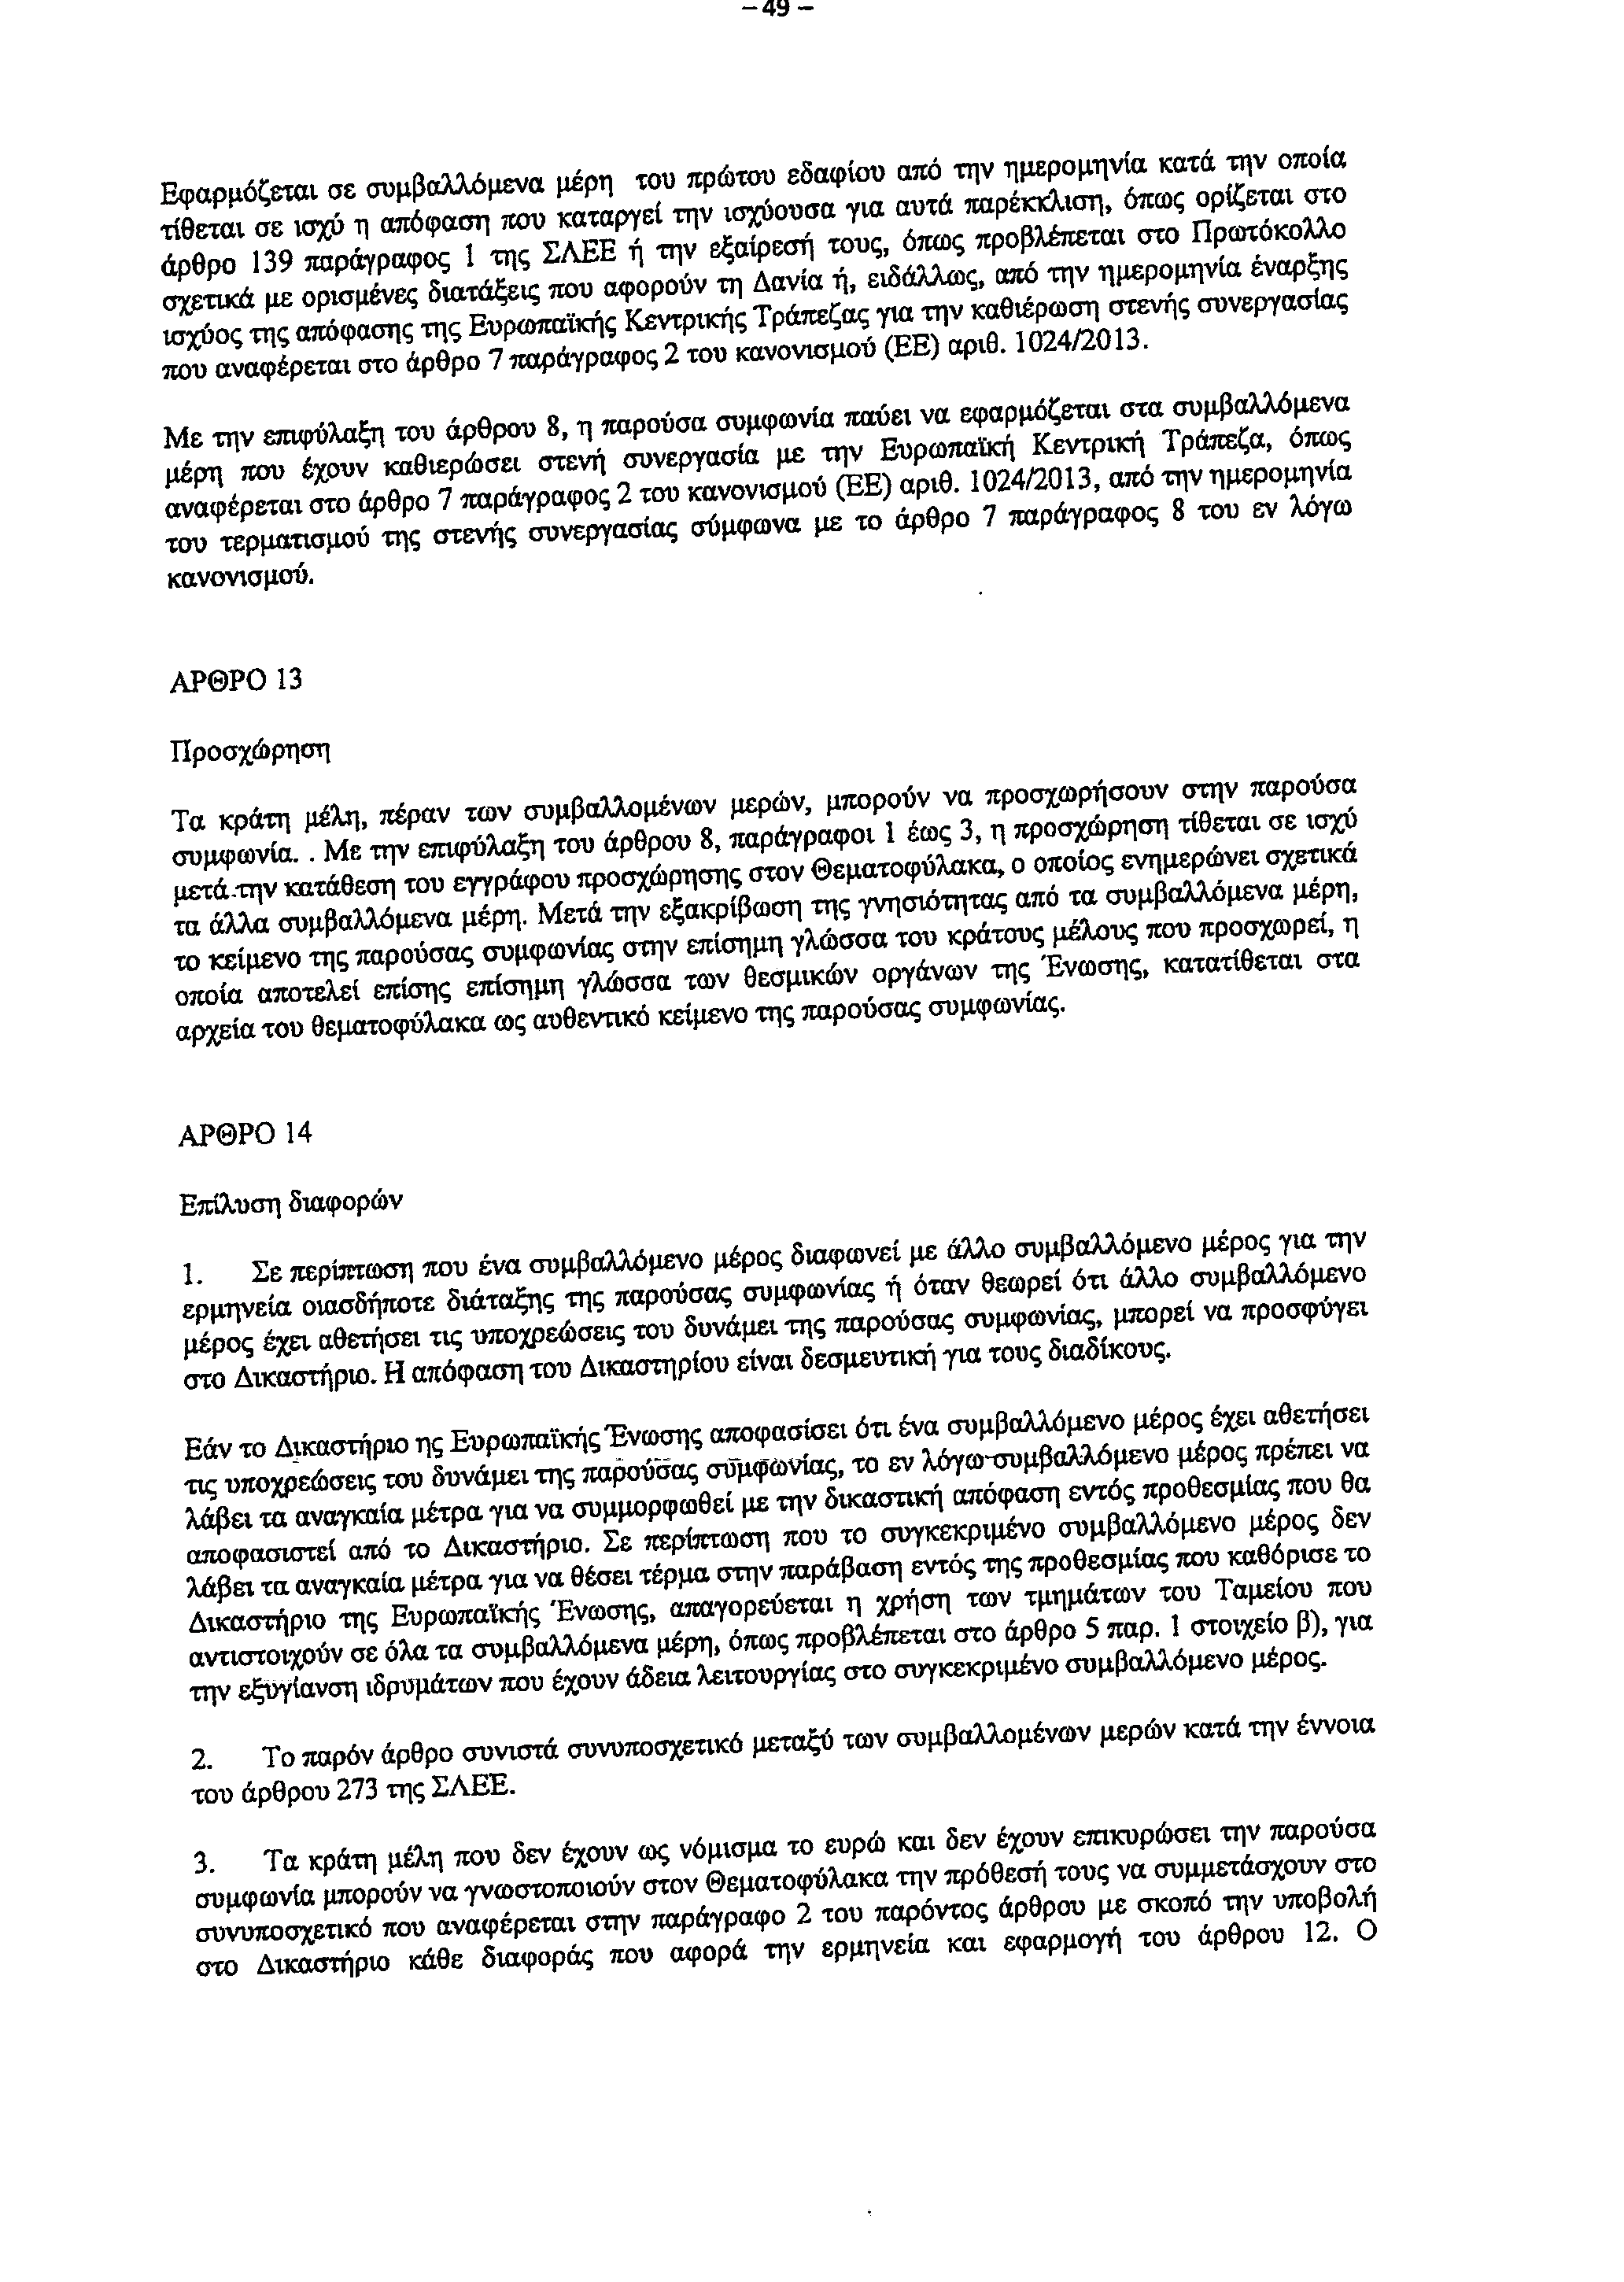 – 49 –
Εφαρμόζεται σε συμβαλλόμενα μέρη του πρώτου εδαφίου από την ημερομηνία κατά την οποία
τίθεται σε ισχύ η απόφαση που καταργεί την ισχύουσα για αυτά παρέκκλιση, όπως ορίζεται στο
άρθρο 139 παράγραφος 1 της ΣΛΕΕ ή την εξαίρεσή τους, όπως προβλέπεται στο Πρωτόκολλο
σχετικά με ορισμένες διατάξεις που αφορούν τη Δανία ή, ειδάλλως, από την ημερομηνία έναρξης
ισχύος της απόφασης της Ευρωπαϊκής Κεντρικής Τράπεζας για την καθιέρωση στενής συνεργασίας
που αναφέρεται στο άρθρο 7 παράγραφος 2 του κανονισμού (ΕΕ) αριθ. 1024/2013.
Με την επιφύλαξη του άρθρου 8, η παρούσα συμφωνία παύει να εφαρμόζεται στα συμβαλλόμενα
μέρη που έχουν καθιερώσει στενή συνεργασία με την Ευρωπαϊκή Κεντρική Τράπεζα, όπως
αναφέρεται στο άρθρο 7 παράγραφος 2 του κανονισμού (ΕΕ) αριθ. 1024/2013, από την ημερομηνία
του τερματισμού της στενής συνεργασίας σύμφωνα με το άρθρο 7 παράγραφος 8 του εν λόγω
κανονισμού.
ΑΡΘΡΟ 13
Προσχώρηση
Τα κράτη μέλη, πέραν των συμβαλλομένων μερών, μπορούν να προσχωρήσουν στην παρούσα
συμφωνία. . Με την επιφύλαξη του άρθρου 8, παράγραφοι 1 έως 3, η προσχώρηση τίθεται σε ισχύ
μετά την κατάθεση του εγγράφου προσχώρησης στον Θεματοφύλακα, ο οποίος ενημερώνει σχετικά
τα άλλα συμβαλλόμενα μέρη. Μετά την εξακρίβωση της γνησιότητας από τα συμβαλλόμενα μέρη,
το κείμενο της παρούσας συμφωνίας στην επίσημη γλώσσα του κράτους μέλους που προσχωρεί, η
οποία αποτελεί επίσης επίσημη γλώσσα των θεσμικών οργάνων της Ένωσης, κατατίθεται στα
αρχεία του θεματοφύλακα ως αυθεντικό κείμενο της παρούσας συμφωνίας.
ΑΡΘΡΟ 14
Επίλυση διαφορών
1. Σε περίπτωση που ένα συμβαλλόμενο μέρος διαφωνεί με άλλο συμβαλλόμενο μέρος για την
ερμηνεία οιασδήποτε διάταξης της παρούσας συμφωνίας ή όταν θεωρεί ότι άλλο συμβαλλόμενο
μέρος έχει αθετήσει τις υποχρεώσεις του δυνάμει της παρούσας συμφωνίας, μπορεί να προσφύγει
στο Δικαστήριο. Η απόφαση του Δικαστηρίου είναι δεσμευτική για τους διαδίκους.
Εάν το Δικαστήριο ης Ευρωπαϊκής Ένωσης αποφασίσει ότι ένα συμβαλλόμενο μέρος έχει αθετήσει
τις υποχρεώσεις του δυνάμει της παρούσας συμφωνίας, το εν λόγω συμβαλλόμενο μέρος πρέπει να
λάβει τα αναγκαία μέτρα για να συμμορφωθεί με την δικαστική απόφαση εντός προθεσμίας που θα
αποφασιστεί από το Δικαστήριο. Σε περίπτωση που το συγκεκριμένο συμβαλλόμενο μέρος δεν
λάβει τα αναγκαία μέτρα για να θέσει τέρμα στην παράβαση εντός της προθεσμίας που καθόρισε το
Δικαστήριο της Ευρωπαϊκής Ένωσης, απαγορεύεται η χρήση των τμημάτων του Ταμείου που
αντιστοιχούν σε όλα τα συμβαλλόμενα μέρη, όπως προβλέπεται στο άρθρο 5 παρ. 1 στοιχείο β), για
την εξυγίανση ιδρυμάτων που έχουν άδεια λειτουργίας στο συγκεκριμένο συμβαλλόμενο μέρος.
2. Το παρόν άρθρο συνιστά συνυποσχετικό μεταξύ των συμβαλλομένων μερών κατά την έννοια
του άρθρου 273 της ΣΛΕΕ.
3. Τα κράτη μέλη που δεν έχουν ως νόμισμα το ευρώ και δεν έχουν επικυρώσει την παρούσα
συμφωνία μπορούν να γνωστοποιούν στον Θεματοφύλακα την πρόθεσή τους να συμμετάσχουν στο
συνυποσχετικό που αναφέρεται στην παράγραφο 2 του παρόντος άρθρου με σκοπό την υποβολή
στο Δικαστήριο κάθε διαφοράς που αφορά την ερμηνεία και εφαρμογή του άρθρου 12. Ο